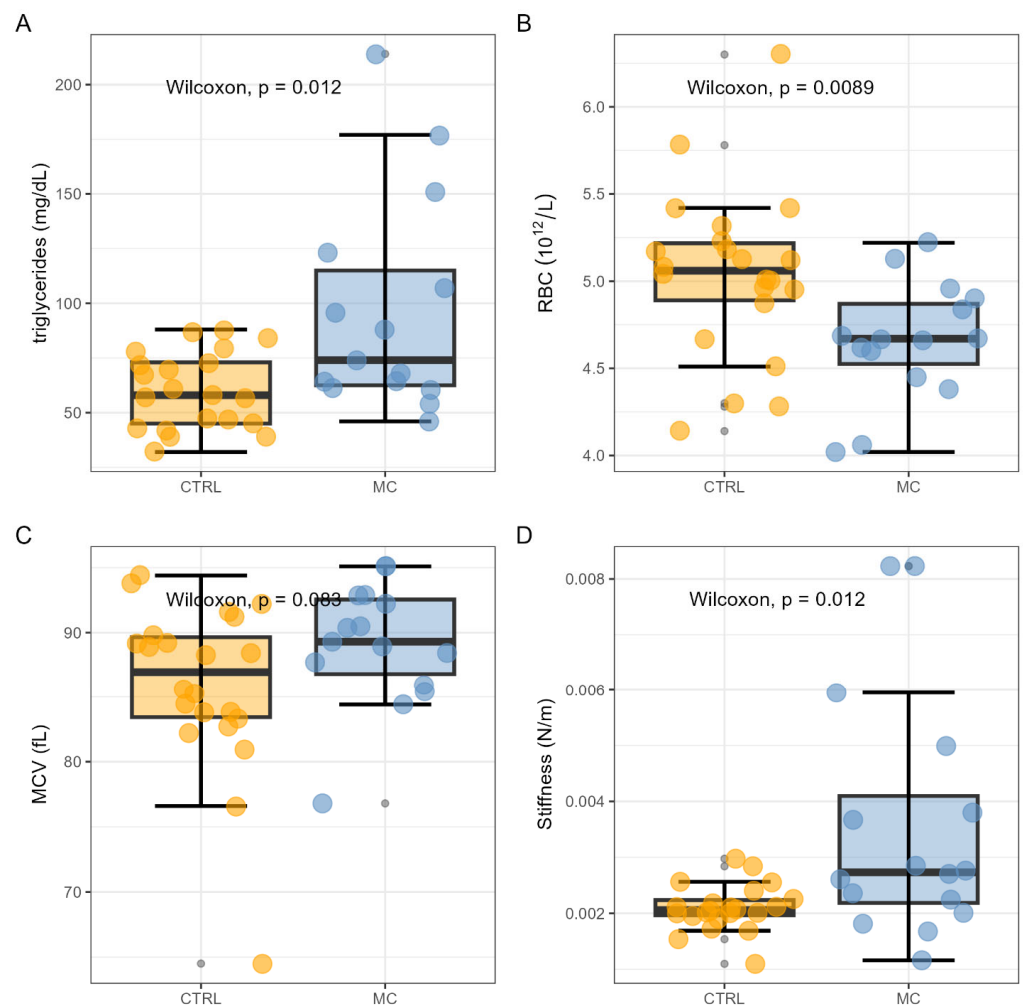 A
Wilcoxon, p = 0.012
triglycerides (mg/dL)
200
150
100
50
CTRL
MC
B
Wilcoxon, p = 0.0089
RBC (10^12/L)
6.0
5.5
5.0
4.5
4.0
CTRL
MC
C
Wilcoxon, p = 0.083
MCV (fL)
90
80
70
CTRL
MC
D
Wilcoxon, p = 0.012
Stiffness (N/m)
0.008
0.006
0.004
0.002
CTRL
MC